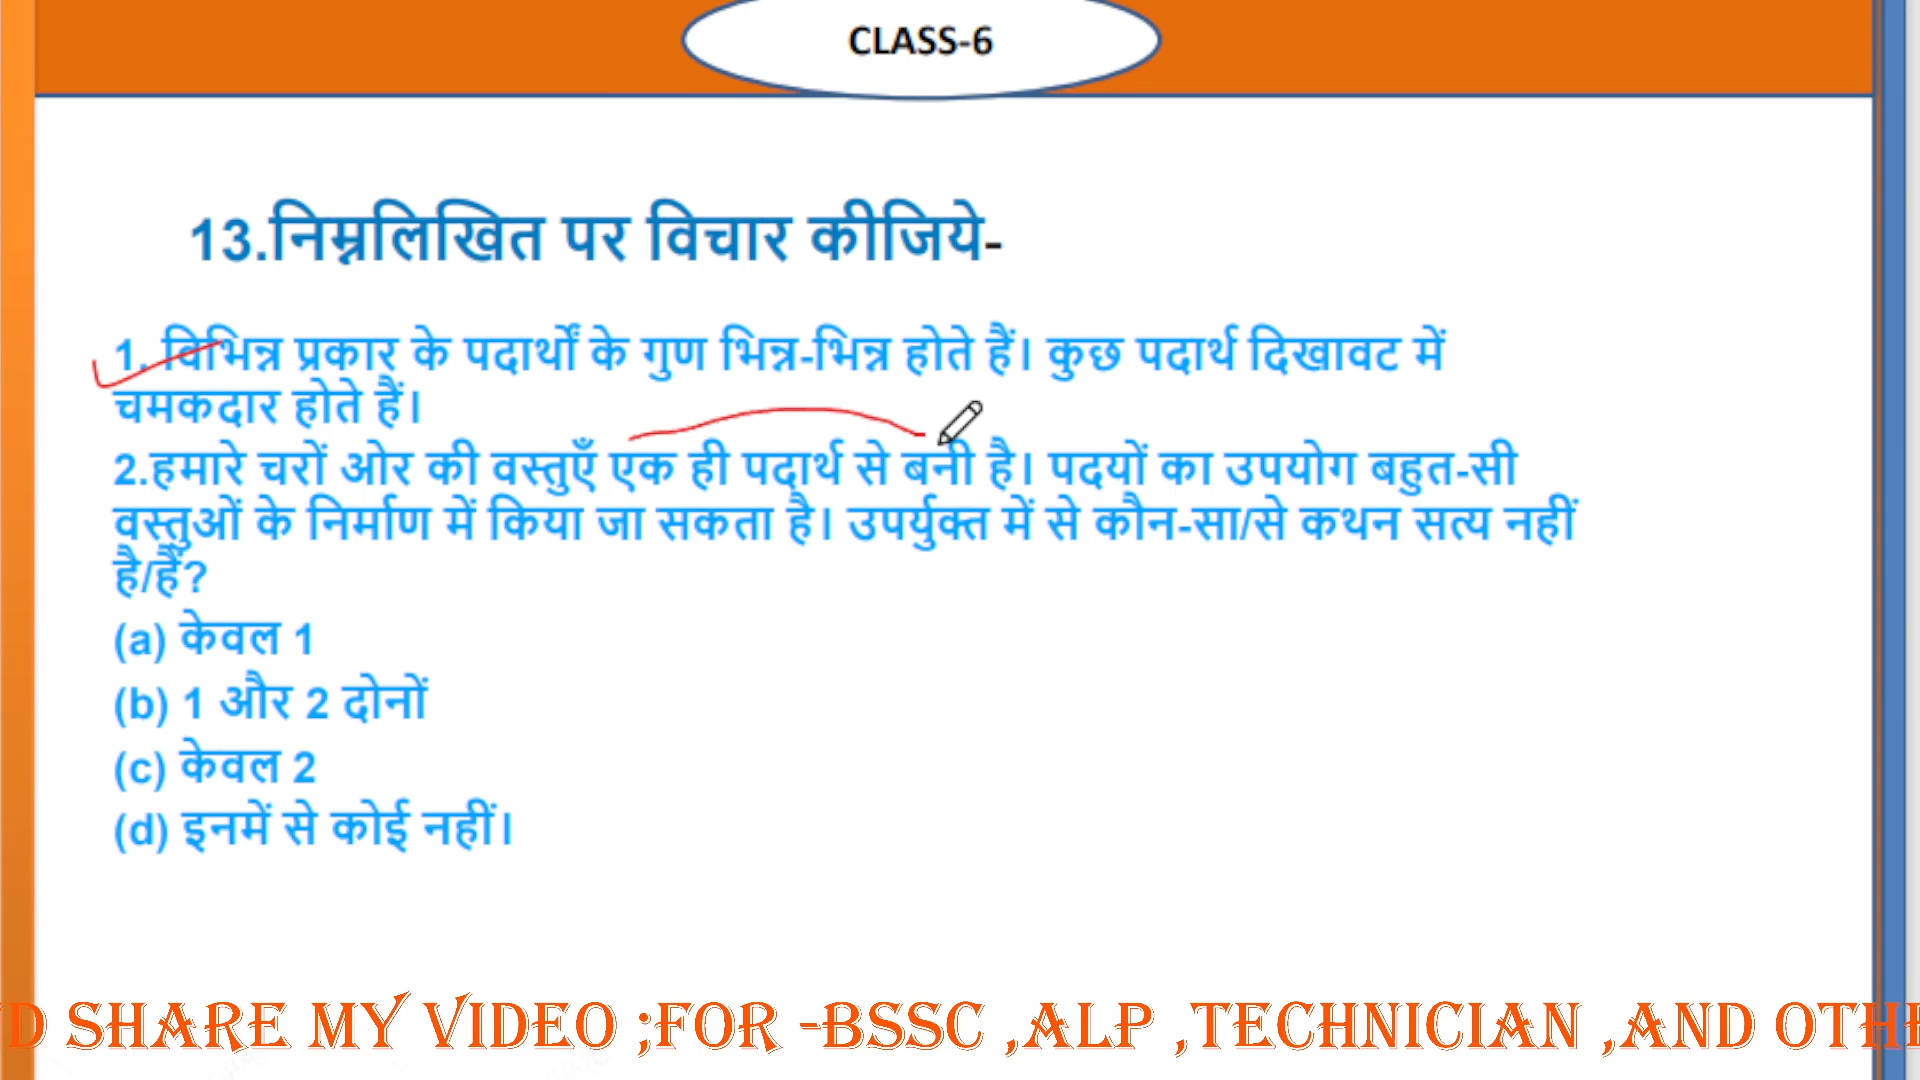 CLASS-6
13.निम्नलिखित पर विचार कीजिये-
1. विभिन्न प्रकार के पदार्थों के गुण भिन्न-भिन्न होते हैं। कुछ पदार्थ दिखावट में
चमकदार होते हैं।
2.हमारे चरों ओर की वस्तुएँ एक ही पदार्थ से बनी है। पदयों का उपयोग बहुत-सी
वस्तुओं के निर्माण में किया जा सकता है। उपर्युक्त में से कौन-सा/से कथन सत्य नहीं
है/हैं?
(a) केवल 1
(b) 1 और 2 दोनों
(c) केवल 2
(d) इनमें से कोई नहीं।
D SHARE MY VIDEO ;FOR -BSSC ,ALP ,TECHNICIAN ,AND OTH